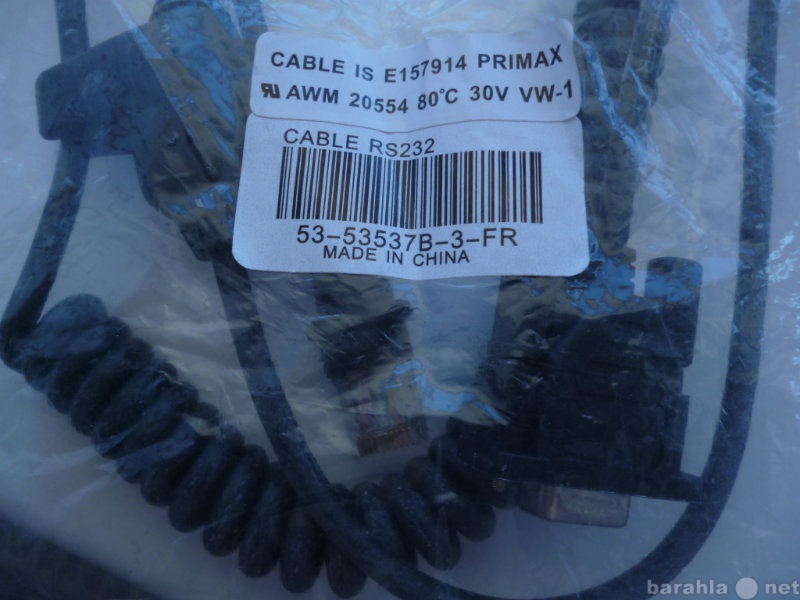 CABLE IS E157914 PRIMAX
AWM 20554 80°C 30V VW-1
CABLE RS232
53-53537B-3-FR
MADE IN CHINA
barahla net